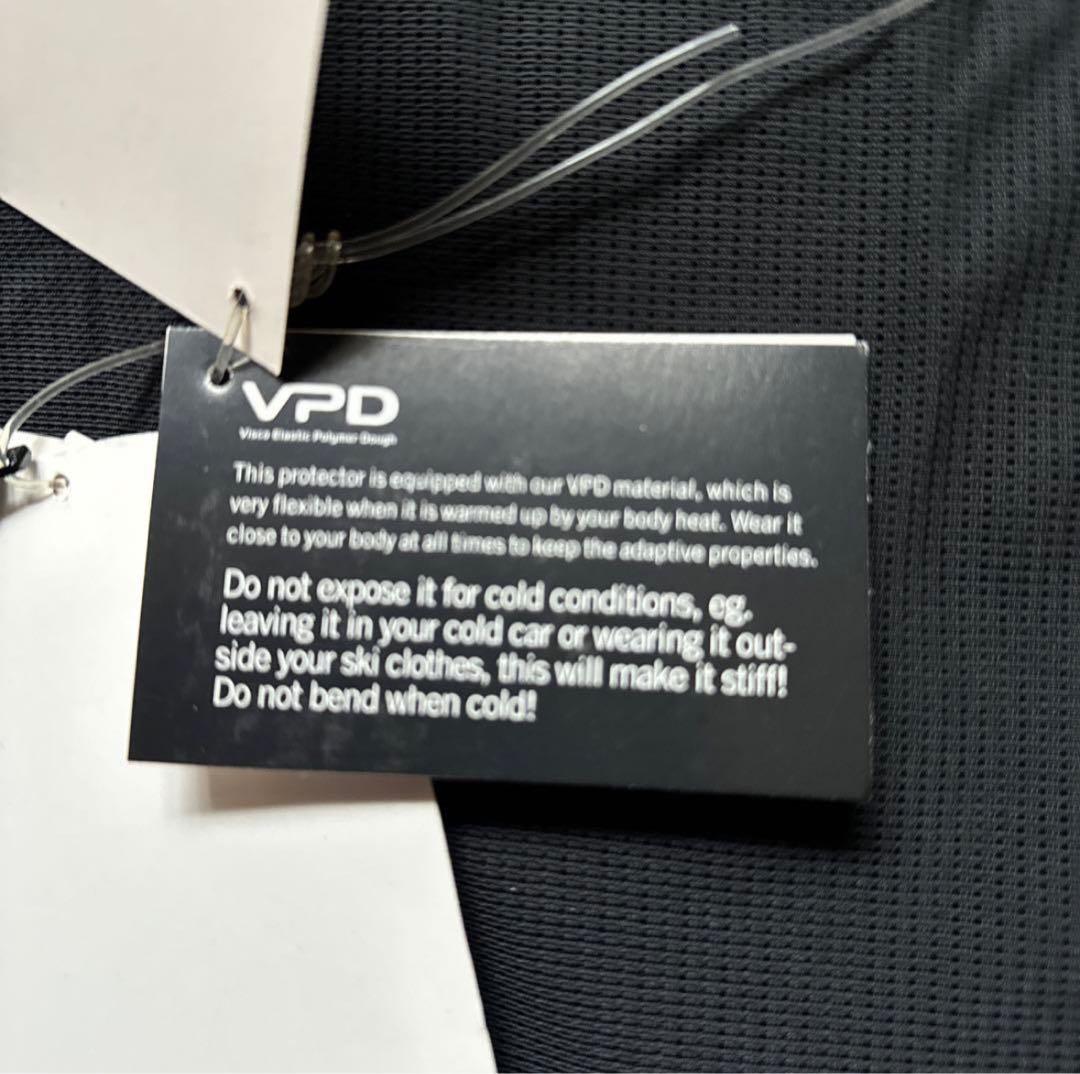 VPD
Visco Elastic Polymer Dough
This protector is equipped with our VPD material, which is
very flexible when it is warmed up by your body heat. Wear it
close to your body at all times to keep the adaptive properties.
Do not expose it for cold conditions, eg.
leaving it in your cold car or wearing it out-
side your ski clothes, this will make it stiff!
Do not bend when cold!